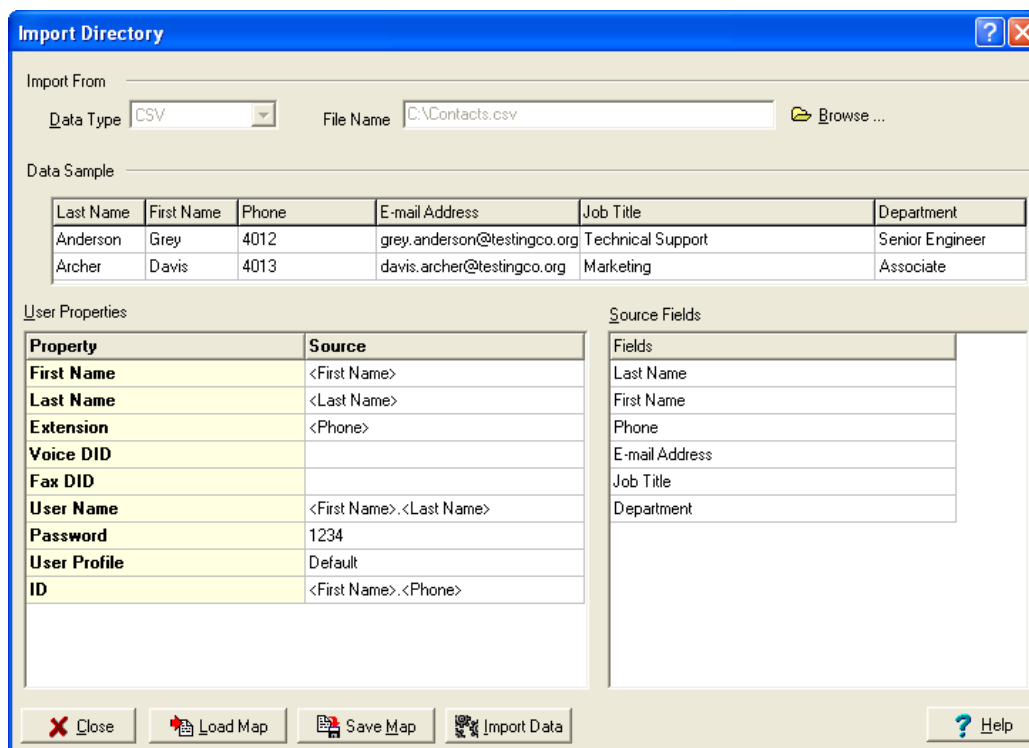 Import Directory
Import From
Data Type CSV File Name C:\Contacts.csv Browse ...
Data Sample
Last Name First Name Phone E-mail Address Job Title Department
Anderson Grey 4012 grey.anderson@testingco.org Technical Support Senior Engineer
Archer Davis 4013 davis.archer@testingco.org Marketing Associate
User Properties
Property Source
First Name <First Name>
Last Name <Last Name>
Extension <Phone>
Voice DID
Fax DID
User Name <First Name>.<Last Name>
Password 1234
User Profile Default
ID <First Name>.<Phone>
Source Fields
Fields
Last Name
First Name
Phone
E-mail Address
Job Title
Department
Close Load Map Save Map Import Data ? Help